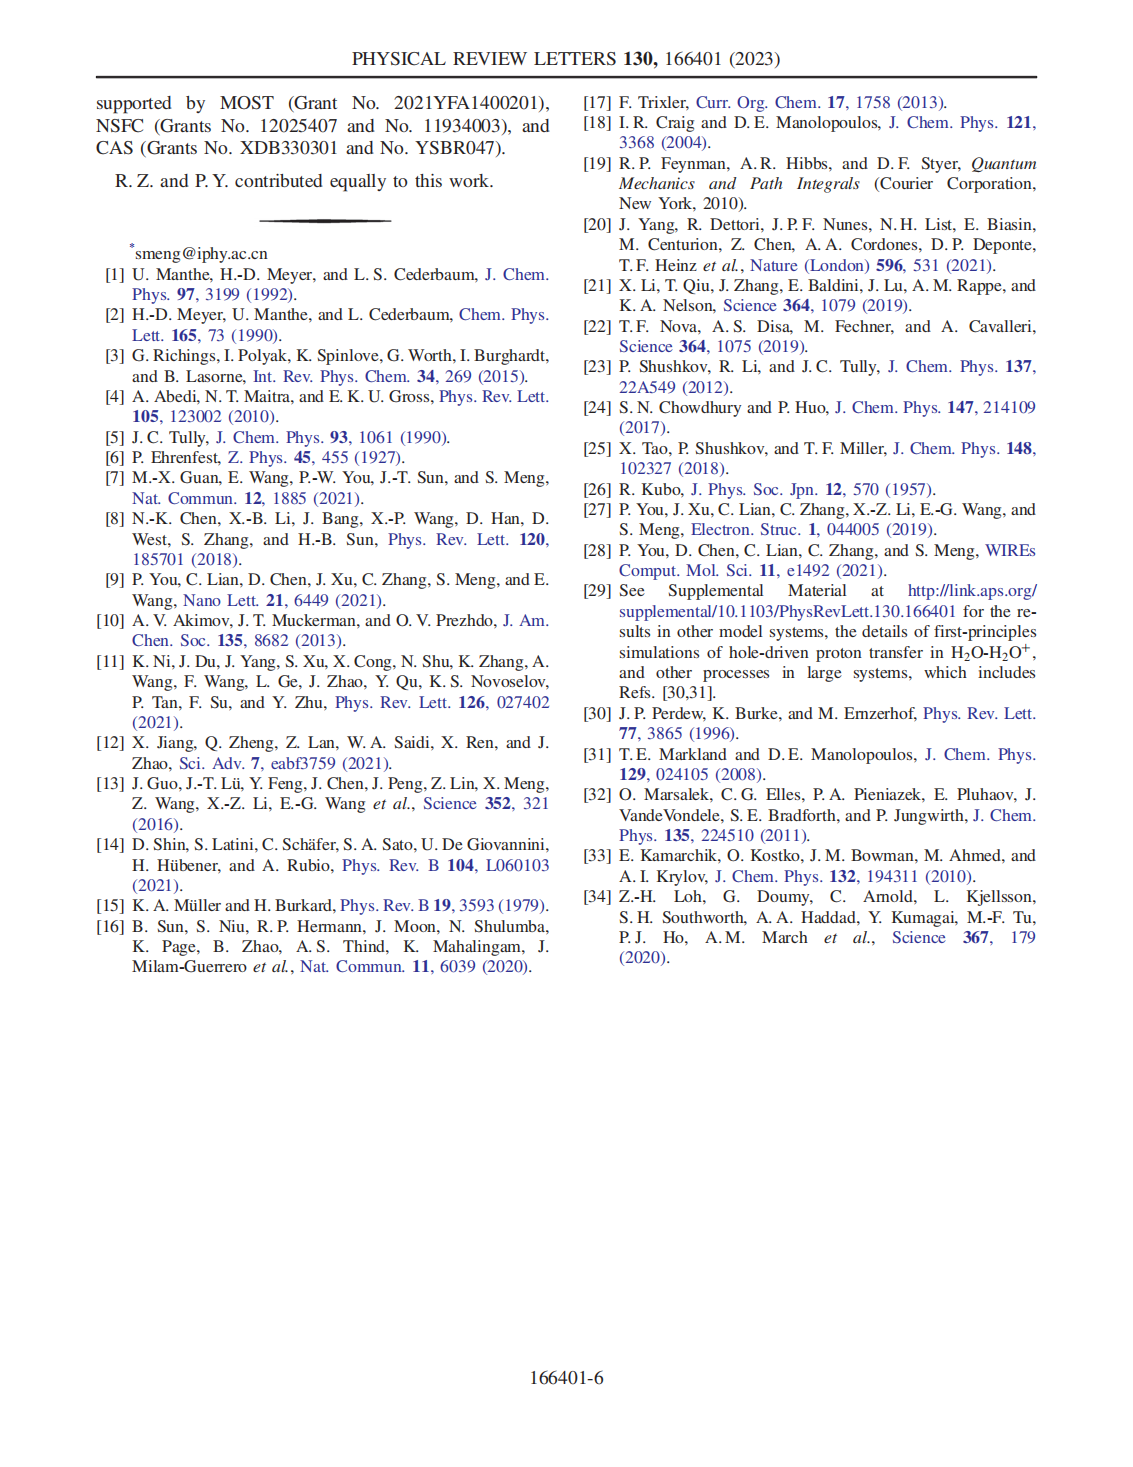 PHYSICAL REVIEW LETTERS 130, 166401 (2023)
supported by MOST (Grant No. 2021YFA1400201),
NSFC (Grants No. 12025407 and No. 11934003), and
CAS (Grants No. XDB330301 and No. YSBR047).
R. Z. and P. Y. contributed equally to this work.
*smeng@iphy.ac.cn
[1] U. Manthe, H.-D. Meyer, and L. S. Cederbaum, J. Chem.
Phys. 97, 3199 (1992).
[2] H.-D. Meyer, U. Manthe, and L. Cederbaum, Chem. Phys.
Lett. 165, 73 (1990).
[3] G. Richings, I. Polyak, K. Spinlove, G. Worth, I. Burghardt,
and B. Lasorne, Int. Rev. Phys. Chem. 34, 269 (2015).
[4] A. Abedi, N. T. Maitra, and E. K. U. Gross, Phys. Rev. Lett.
105, 123002 (2010).
[5] J. C. Tully, J. Chem. Phys. 93, 1061 (1990).
[6] P. Ehrenfest, Z. Phys. 45, 455 (1927).
[7] M.-X. Guan, E. Wang, P.-W. You, J.-T. Sun, and S. Meng,
Nat. Commun. 12, 1885 (2021).
[8] N.-K. Chen, X.-B. Li, J. Bang, X.-P. Wang, D. Han, D.
West, S. Zhang, and H.-B. Sun, Phys. Rev. Lett. 120,
185701 (2018).
[9] P. You, C. Lian, D. Chen, J. Xu, C. Zhang, S. Meng, and E.
Wang, Nano Lett. 21, 6449 (2021).
[10] A. V. Akimov, J. T. Muckerman, and O. V. Prezhdo, J. Am.
Chen. Soc. 135, 8682 (2013).
[11] K. Ni, J. Du, J. Yang, S. Xu, X. Cong, N. Shu, K. Zhang, A.
Wang, F. Wang, L. Ge, J. Zhao, Y. Qu, K. S. Novoselov,
P. Tan, F. Su, and Y. Zhu, Phys. Rev. Lett. 126, 027402
(2021).
[12] X. Jiang, Q. Zheng, Z. Lan, W. A. Saidi, X. Ren, and J.
Zhao, Sci. Adv. 7, eabf3759 (2021).
[13] J. Guo, J.-T. Lü, Y. Feng, J. Chen, J. Peng, Z. Lin, X. Meng,
Z. Wang, X.-Z. Li, E.-G. Wang et al., Science 352, 321
(2016).
[14] D. Shin, S. Latini, C. Schäfer, S. A. Sato, U. De Giovannini,
H. Hübener, and A. Rubio, Phys. Rev. B 104, L060103
(2021).
[15] K. A. Müller and H. Burkard, Phys. Rev. B 19, 3593 (1979).
[16] B. Sun, S. Niu, R. P. Hermann, J. Moon, N. Shulumba,
K. Page, B. Zhao, A. S. Thind, K. Mahalingam, J.
Milam-Guerrero et al., Nat. Commun. 11, 6039 (2020).
[17] F. Trixler, Curr. Org. Chem. 17, 1758 (2013).
[18] I. R. Craig and D. E. Manolopoulos, J. Chem. Phys. 121,
3368 (2004).
[19] R. P. Feynman, A. R. Hibbs, and D. F. Styer, Quantum
Mechanics and Path Integrals (Courier Corporation,
New York, 2010).
[20] J. Yang, R. Dettori, J. P. F. Nunes, N. H. List, E. Biasin,
M. Centurion, Z. Chen, A. A. Cordones, D. P. Deponte,
T. F. Heinz et al., Nature (London) 596, 531 (2021).
[21] X. Li, T. Qiu, J. Zhang, E. Baldini, J. Lu, A. M. Rappe, and
K. A. Nelson, Science 364, 1079 (2019).
[22] T. F. Nova, A. S. Disa, M. Fechner, and A. Cavalleri,
Science 364, 1075 (2019).
[23] P. Shushkov, R. Li, and J. C. Tully, J. Chem. Phys. 137,
22A549 (2012).
[24] S. N. Chowdhury and P. Huo, J. Chem. Phys. 147, 214109
(2017).
[25] X. Tao, P. Shushkov, and T. F. Miller, J. Chem. Phys. 148,
102327 (2018).
[26] R. Kubo, J. Phys. Soc. Jpn. 12, 570 (1957).
[27] P. You, J. Xu, C. Lian, C. Zhang, X.-Z. Li, E.-G. Wang, and
S. Meng, Electron. Struc. 1, 044005 (2019).
[28] P. You, D. Chen, C. Lian, C. Zhang, and S. Meng, WIREs
Comput. Mol. Sci. 11, e1492 (2021).
[29] See Supplemental Material at http://link.aps.org/
supplemental/10.1103/PhysRevLett.130.166401 for the re-
sults in other model systems, the details of first-principles
simulations of hole-driven proton transfer in H₂O-H₂O⁺,
and other processes in large systems, which includes
Refs. [30,31].
[30] J. P. Perdew, K. Burke, and M. Ernzerhof, Phys. Rev. Lett.
77, 3865 (1996).
[31] T. E. Markland and D. E. Manolopoulos, J. Chem. Phys.
129, 024105 (2008).
[32] O. Marsalek, C. G. Elles, P. A. Pieniazek, E. Pluhaov, J.
VandeVondele, S. E. Bradforth, and P. Jungwirth, J. Chem.
Phys. 135, 224510 (2011).
[33] E. Kamarchik, O. Kostko, J. M. Bowman, M. Ahmed, and
A. I. Krylov, J. Chem. Phys. 132, 194311 (2010).
[34] Z.-H. Loh, G. Doumy, C. Arnold, L. Kjellsson,
S. H. Southworth, A. A. Haddad, Y. Kumagai, M.-F. Tu,
P. J. Ho, A. M. March et al., Science 367, 179
(2020).
166401-6